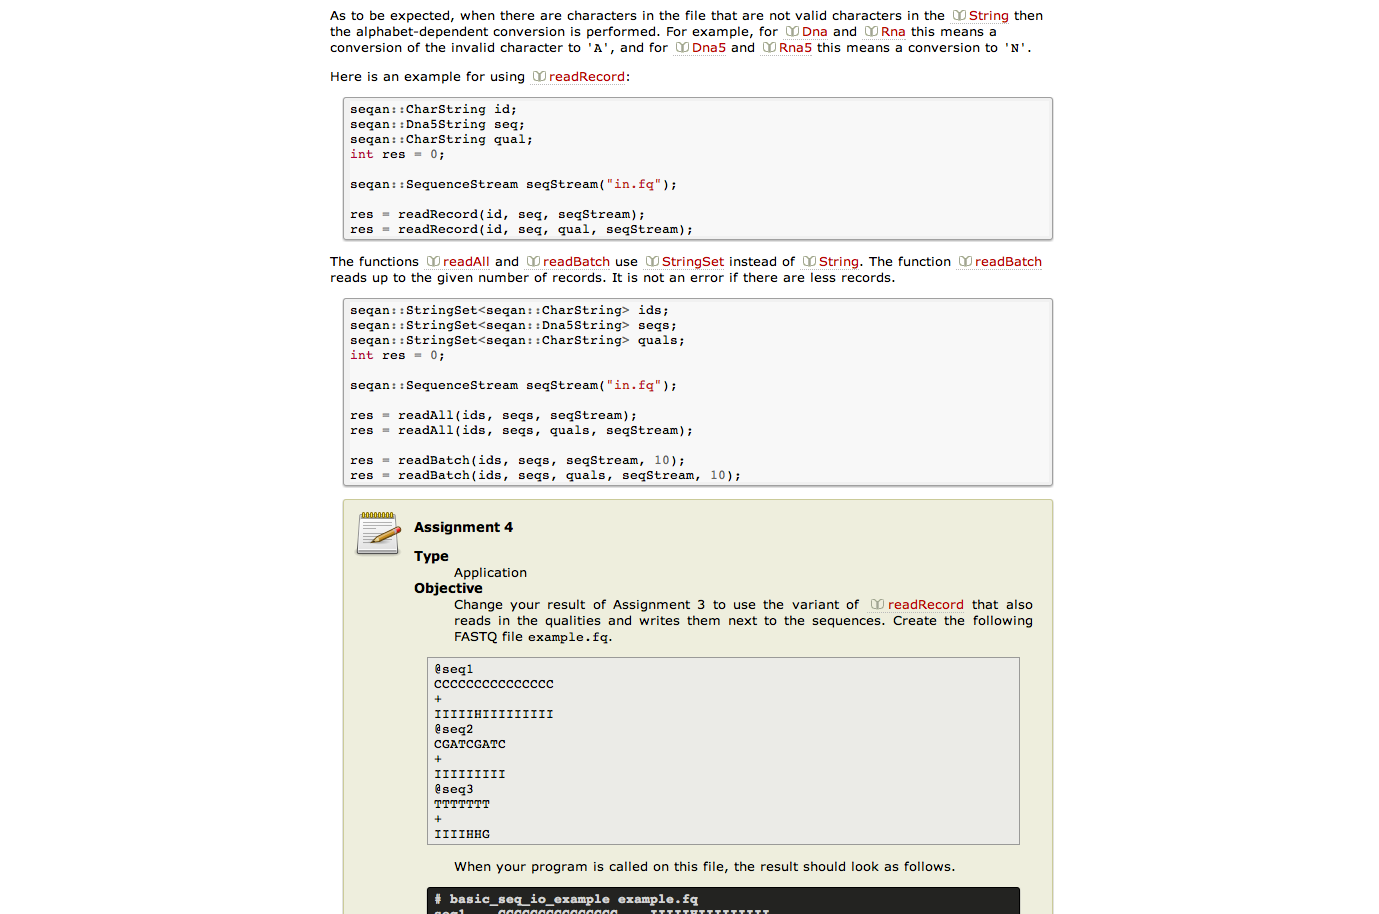 As to be expected, when there are characters in the file that are not valid characters in the String then
the alphabet-dependent conversion is performed. For example, for Dna and Rna this means a
conversion of the invalid character to 'A', and for Dna5 and Rna5 this means a conversion to 'N'.
Here is an example for using readRecord:
seqan::CharString id;
seqan::Dna5String seq;
seqan::CharString qual;
int res = 0;
seqan::SequenceStream seqStream("in.fq");
res = readRecord(id, seq, seqStream);
res = readRecord(id, seq, qual, seqStream);
The functions readAll and readBatch use StringSet instead of String. The function readBatch
reads up to the given number of records. It is not an error if there are less records.
seqan::StringSet<seqan::CharString> ids;
seqan::StringSet<seqan::Dna5String> seqs;
seqan::StringSet<seqan::CharString> quals;
int res = 0;
seqan::SequenceStream seqStream("in.fq");
res = readAll(ids, seqs, seqStream);
res = readAll(ids, seqs, quals, seqStream);
res = readBatch(ids, seqs, seqStream, 10);
res = readBatch(ids, seqs, quals, seqStream, 10);
Assignment 4
Type
Application
Objective
Change your result of Assignment 3 to use the variant of readRecord that also
reads in the qualities and writes them next to the sequences. Create the following
FASTQ file example.fq.
@seq1
CCCCCCCCCCCCCCC
+
IIIIIHIIIIIIIII
@seq2
CGATCGATC
+
IIIIIIIII
@seq3
TTTTTTT
+
IIIIHHG
When your program is called on this file, the result should look as follows.
# basic_seq_io_example example.fq
seq1 CCCCCCCCCCCCCCC IIIIIHIIIIIIIII